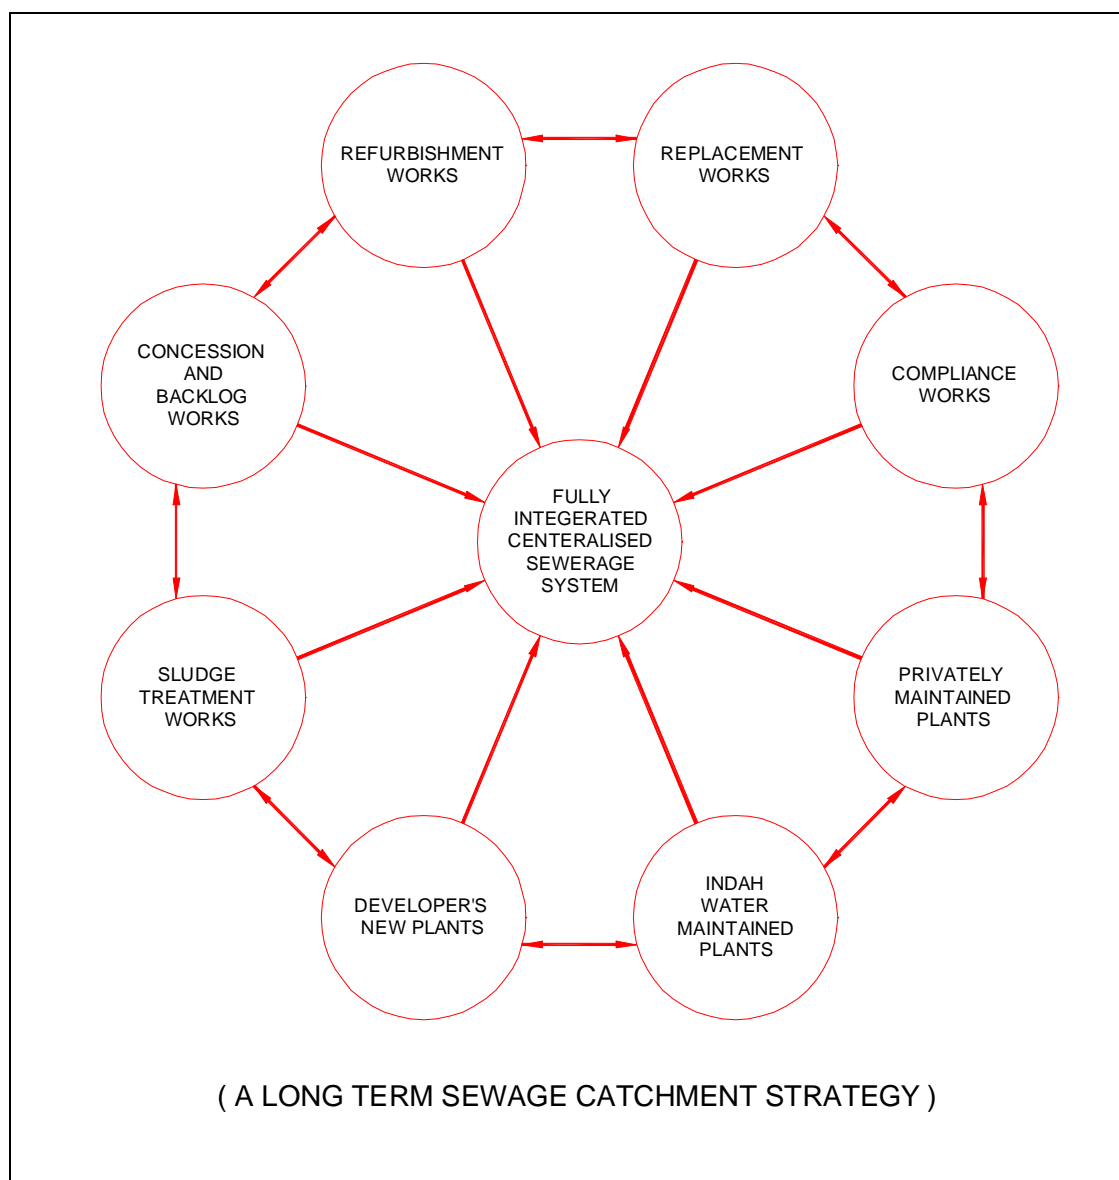 REFURBISHMENT
WORKS
REPLACEMENT
WORKS
CONCESSION
AND
BACKLOG
WORKS
COMPLIANCE
WORKS
FULLY
INTEGERATED
CENTERALISED
SEWERAGE
SYSTEM
SLUDGE
TREATMENT
WORKS
PRIVATELY
MAINTAINED
PLANTS
DEVELOPER'S
NEW PLANTS
INDAH
WATER
MAINTAINED
PLANTS
( A LONG TERM SEWAGE CATCHMENT STRATEGY )